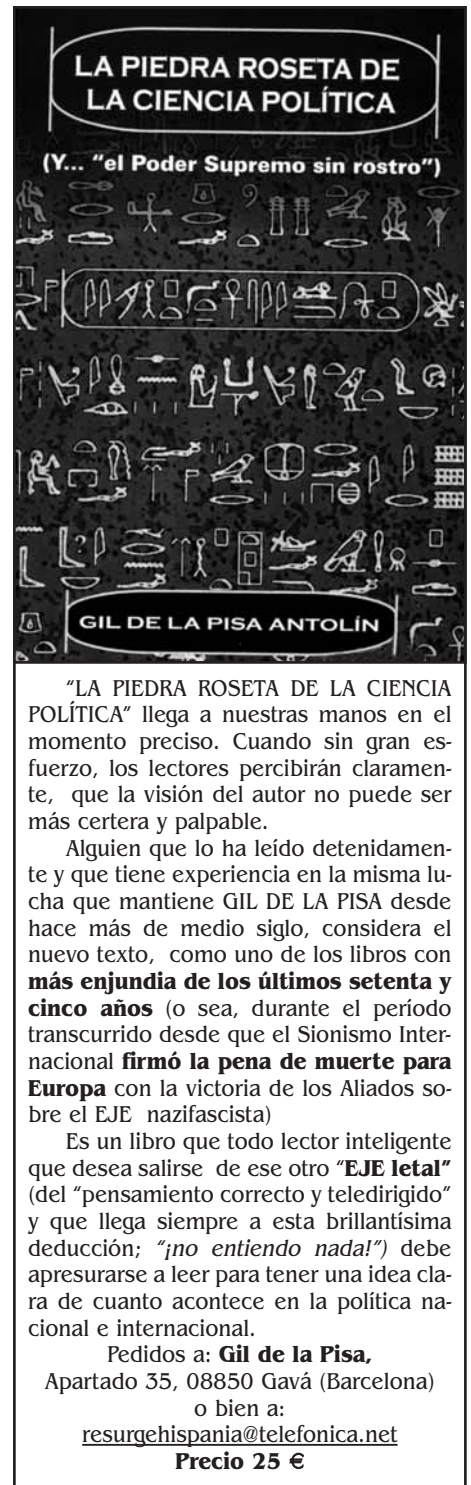 LA PIEDRA ROSETA DE
LA CIENCIA POLÍTICA
(Y... “el Poder Supremo sin rostro”)
GIL DE LA PISA ANTOLÍN
“LA PIEDRA ROSETA DE LA CIENCIA
POLÍTICA” llega a nuestras manos en el
momento preciso. Cuando sin gran es-
fuerzo, los lectores percibirán claramen-
te, que la visión del autor no puede ser
más certera y palpable.
Alguien que lo ha leído detenidamen-
te y que tiene experiencia en la misma lu-
cha que mantiene GIL DE LA PISA desde
hace más de medio siglo, considera el
nuevo texto, como uno de los libros con
más enjundia de los últimos setenta y
cinco años (o sea, durante el período
transcurrido desde que el Sionismo Inter-
nacional firmó la pena de muerte para
Europa con la victoria de los Aliados so-
bre el EJE nazifascista)
Es un libro que todo lector inteligente
que desea salirse de ese otro “EJE letal”
(del “pensamiento correcto y teledirigido”
y que llega siempre a esta brillantísima
deducción; “¡no entiendo nada!”) debe
apresurarse a leer para tener una idea cla-
ra de cuanto acontece en la política na-
cional e internacional.
Pedidos a: Gil de la Pisa,
Apartado 35, 08850 Gavá (Barcelona)
o bien a:
resurgehispania@telefonica.net
Precio 25 €